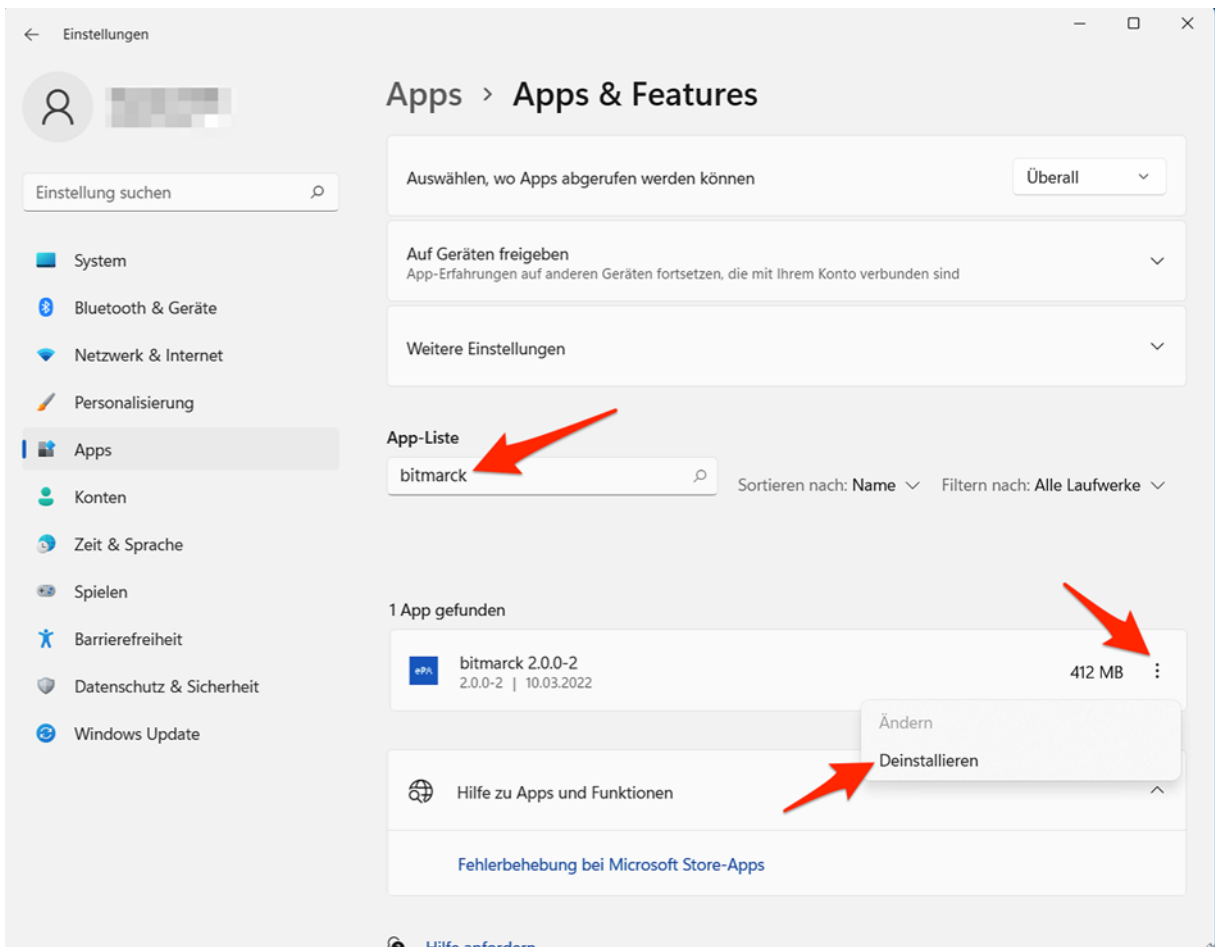 Einstellungen
Apps > Apps & Features
Einstellung suchen
System
Bluetooth & Geräte
Netzwerk & Internet
Personalisierung
Apps
Konten
Zeit & Sprache
Spielen
Barrierefreiheit
Datenschutz & Sicherheit
Windows Update
Auswählen, wo Apps abgerufen werden können
Überall
Auf Geräten freigeben
App-Erfahrungen auf anderen Geräten fortsetzen, die mit Ihrem Konto verbunden sind
Weitere Einstellungen
App-Liste
bitmarck
Sortieren nach: Name
Filtern nach: Alle Laufwerke
1 App gefunden
ePA
bitmarck 2.0.0-2
2.0.0-2 | 10.03.2022
412 MB
Ändern
Deinstallieren
Hilfe zu Apps und Funktionen
Fehlerbehebung bei Microsoft Store-Apps
Hilfe anfordern